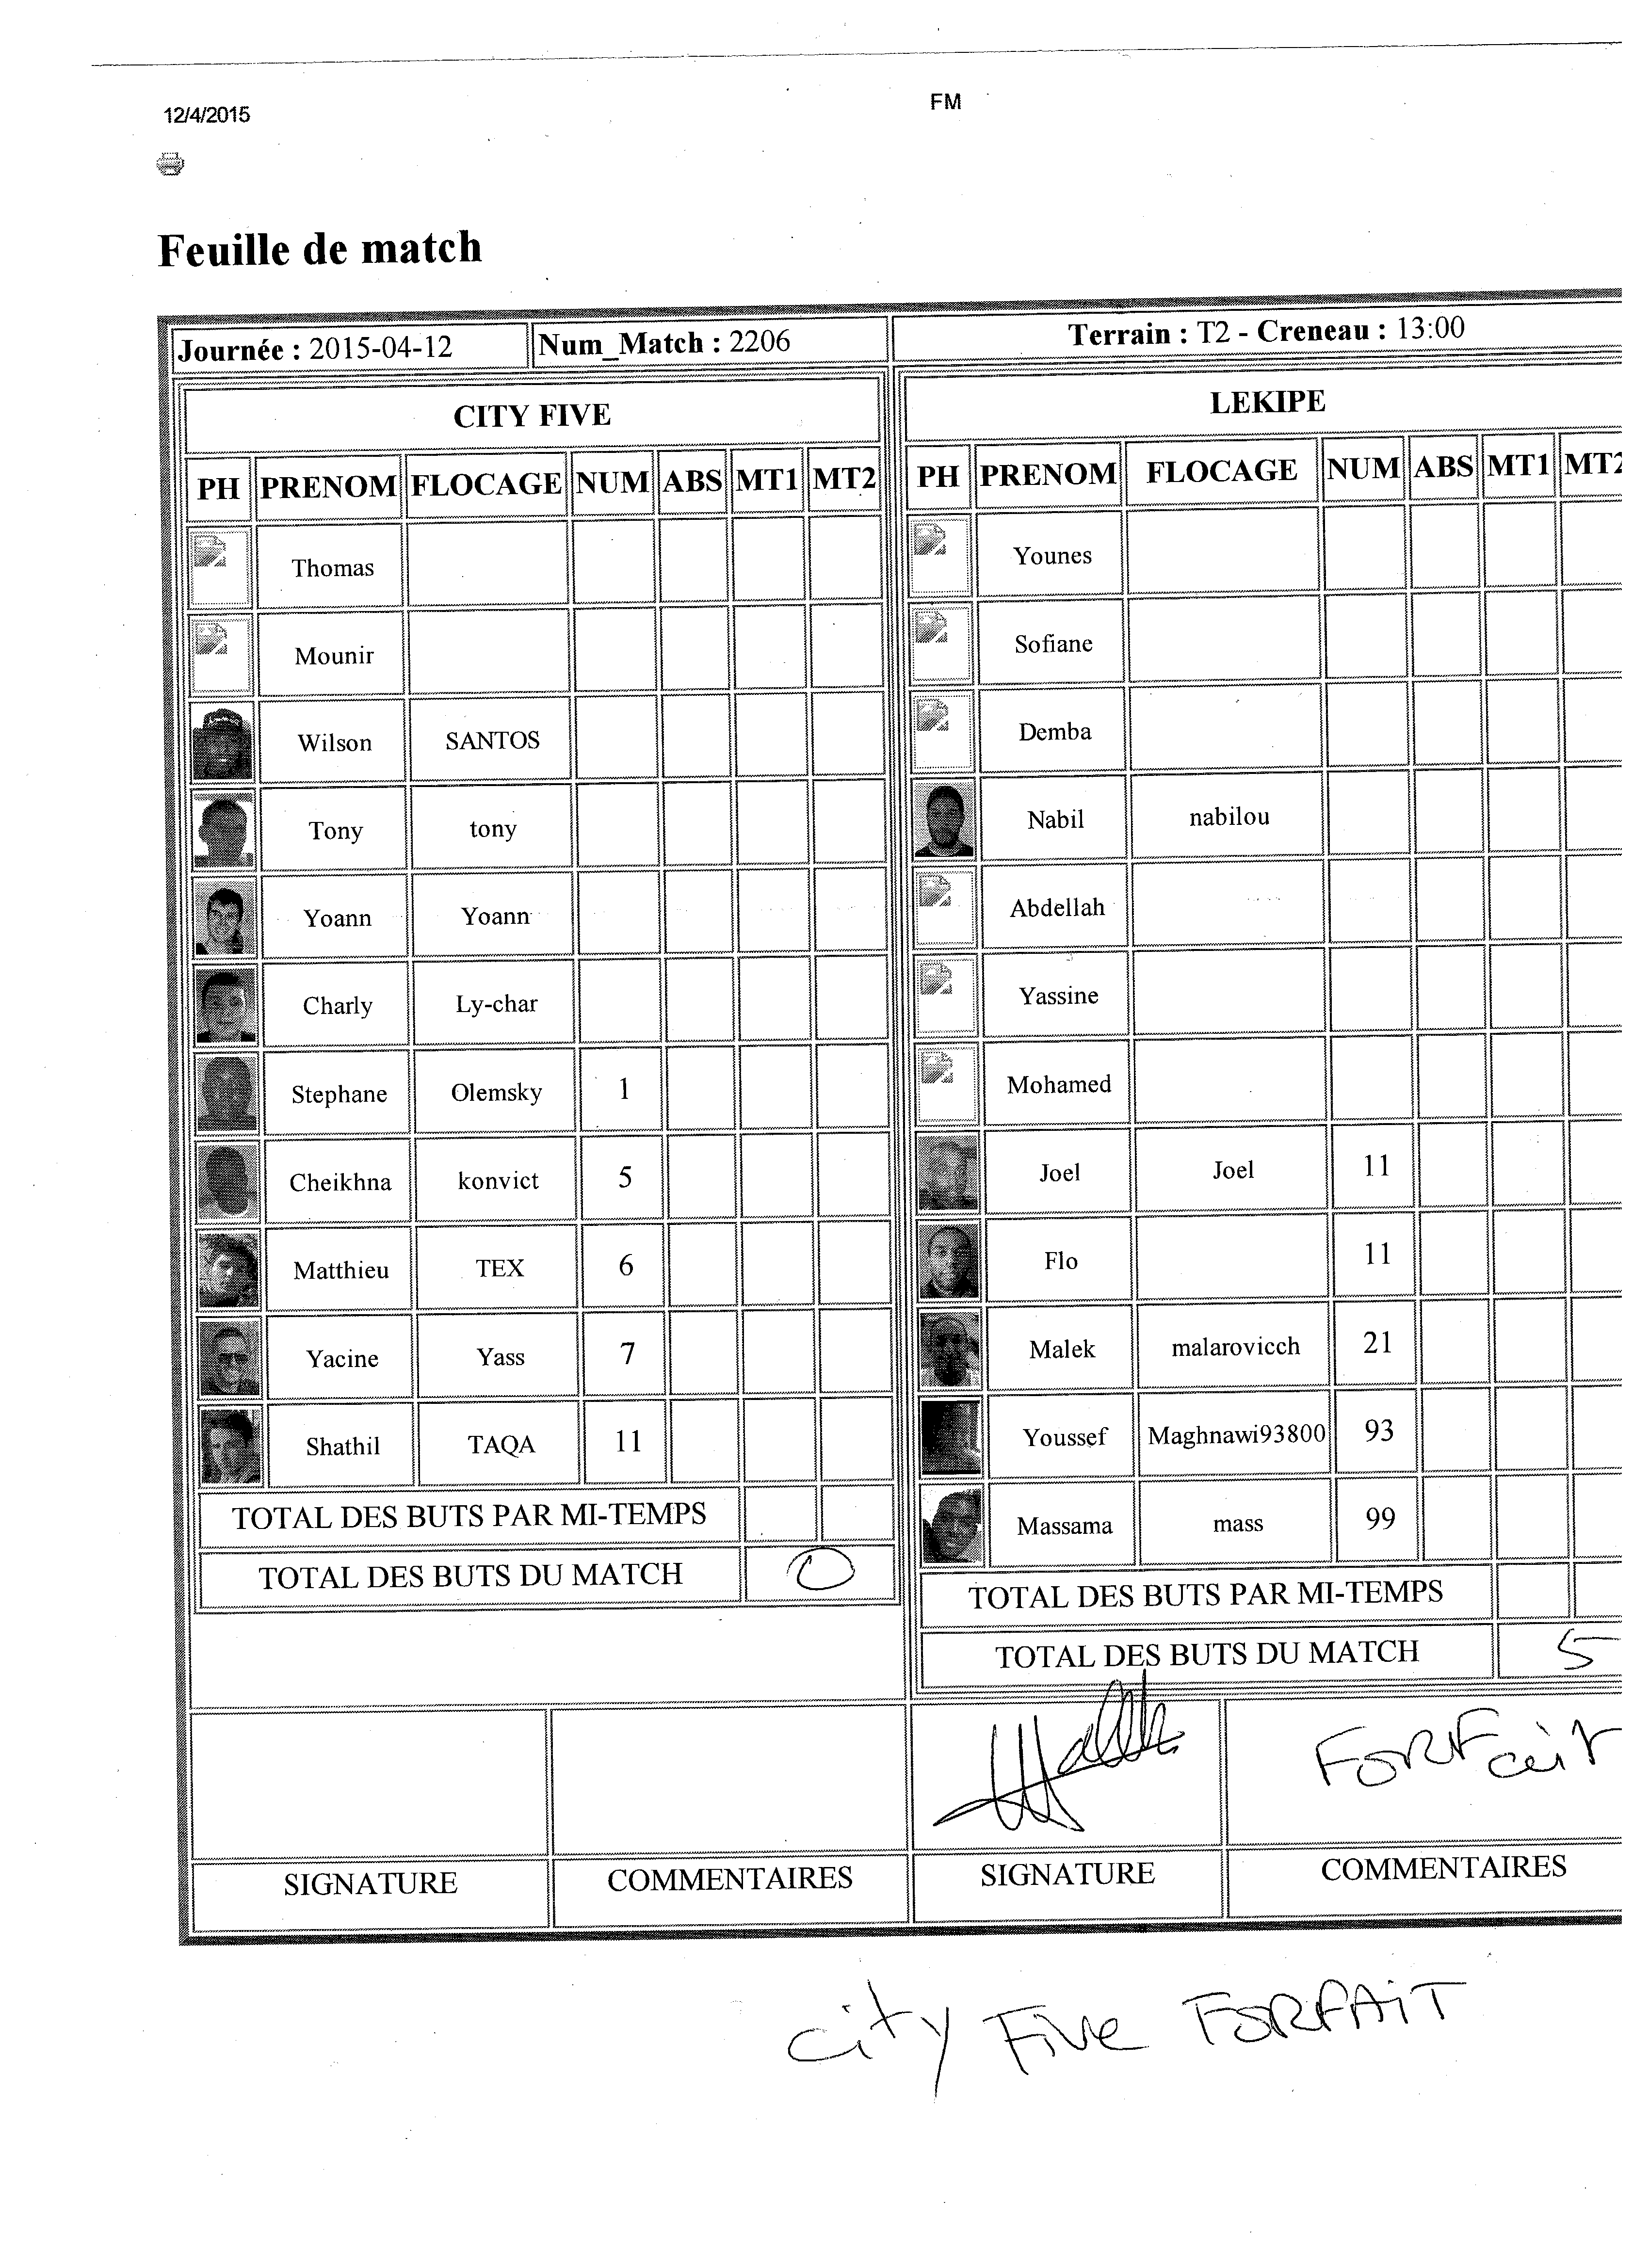 12/4/2015
FM
Feuille de match
Journée : 2015-04-12 Num_Match : 2206 Terrain : T2 - Creneau : 13:00
CITY FIVE
PH PRENOM FLOCAGE NUM ABS MT1 MT2
Thomas
Mounir
Wilson SANTOS
Tony tony
Yoann Yoann
Charly Ly-char
Stephane Olemsky 1
Cheikhna konvict 5
Matthieu TEX 6
Yacine Yass 7
Shathil TAQA 11
TOTAL DES BUTS PAR MI-TEMPS
TOTAL DES BUTS DU MATCH 0
LEKIPE
PH PRENOM FLOCAGE NUM ABS MT1 MT2
Younes
Sofiane
Demba
Nabil nabilou
Abdellah
Yassine
Mohamed
Joel Joel 11
Flo 11
Malek malarovicch 21
Youssef Maghnawi93800 93
Massama mass 99
TOTAL DES BUTS PAR MI-TEMPS
TOTAL DES BUTS DU MATCH 5
FORFait
SIGNATURE COMMENTAIRES SIGNATURE COMMENTAIRES
city Five FORFAiT